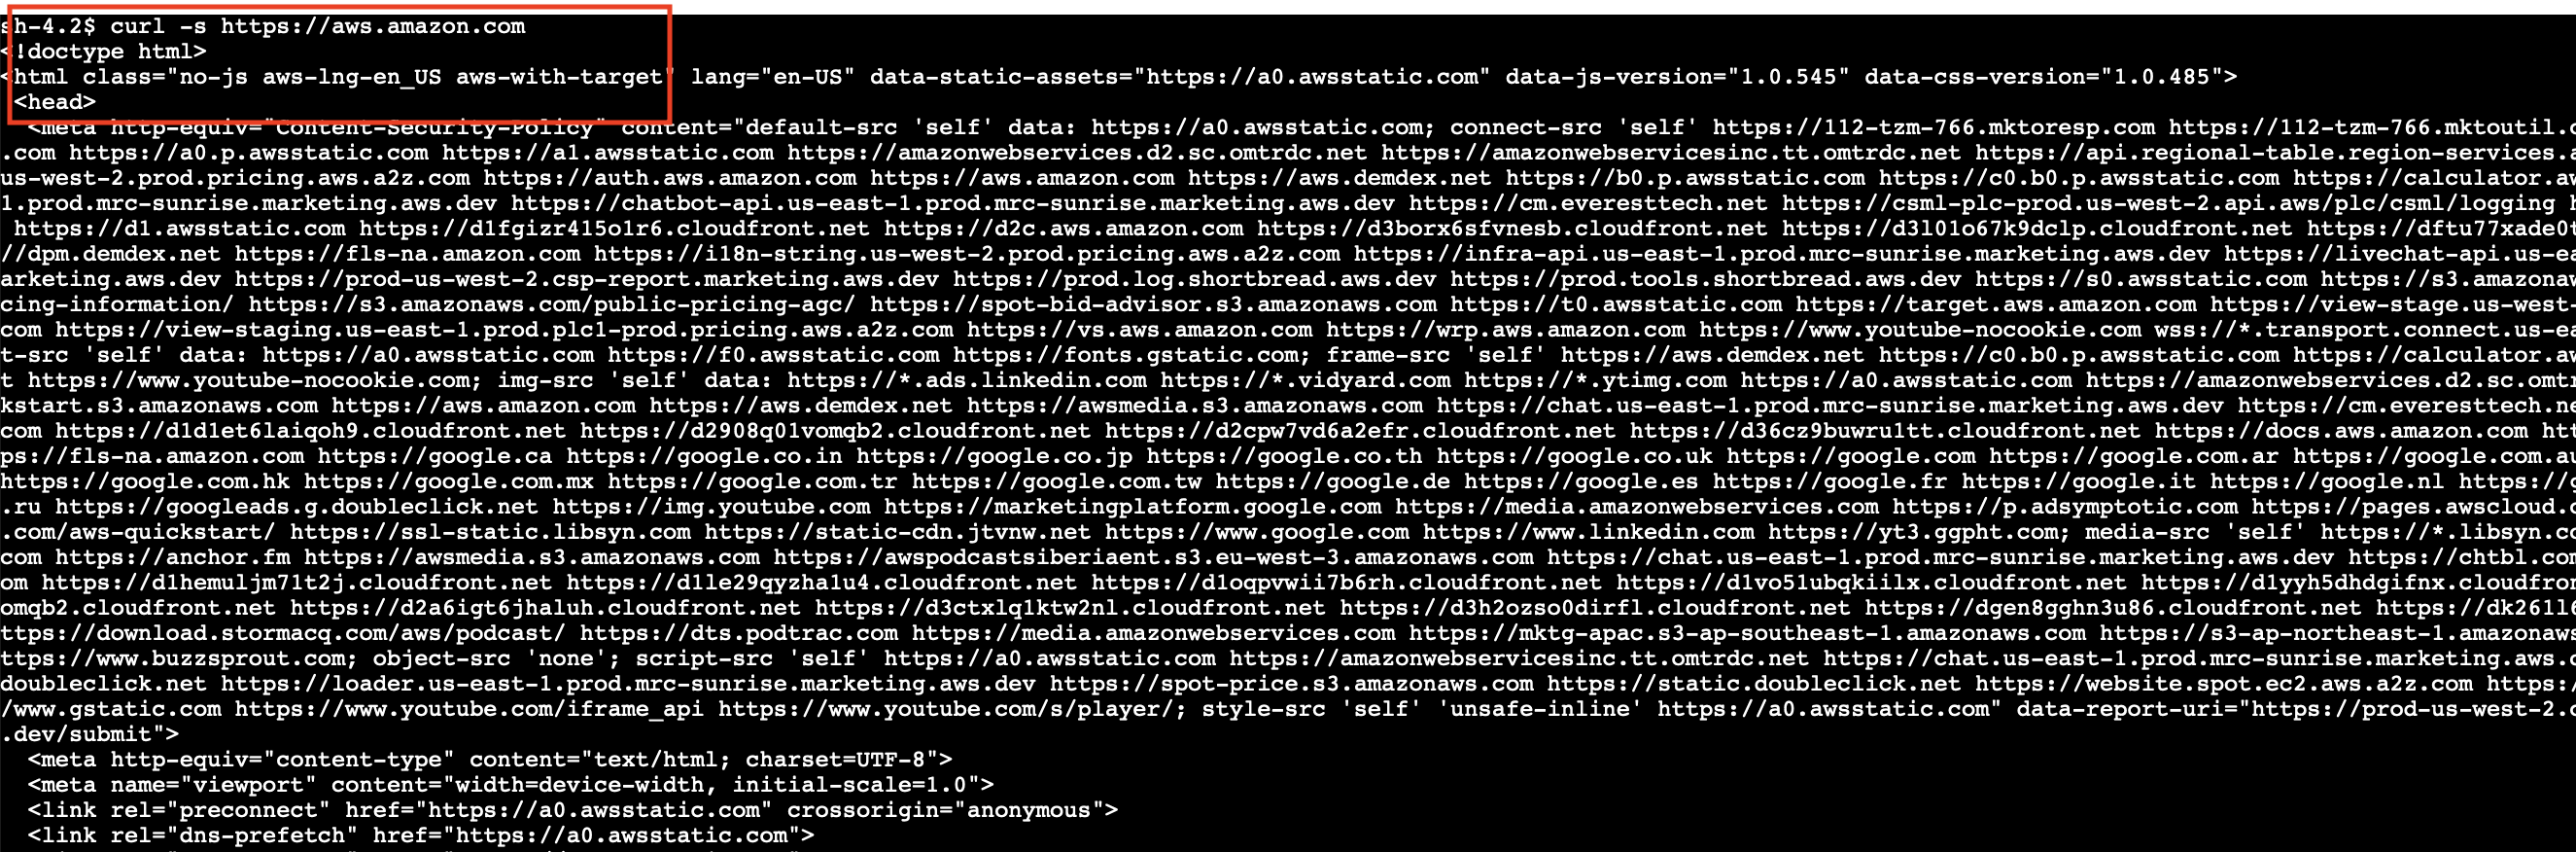 sh-4.2$ curl -s https://aws.amazon.com
<!doctype html>
<html class="no-js aws-lng-en_US aws-with-target" lang="en-US" data-static-assets="https://a0.awsstatic.com" data-js-version="1.0.545" data-css-version="1.0.485">
<head>
<meta http-equiv="Content-Security-Policy" content="default-src 'self' data: https://a0.awsstatic.com; connect-src 'self' https://112-tzm-766.mktoresp.com https://112-tzm-766.mktoutil.c
.com https://a0.p.awsstatic.com https://a1.awsstatic.com https://amazonwebservices.d2.sc.omtrdc.net https://amazonwebservicesinc.tt.omtrdc.net https://api.regional-table.region-services.a
us-west-2.prod.pricing.aws.a2z.com https://auth.aws.amazon.com https://aws.amazon.com https://aws.demdex.net https://b0.p.awsstatic.com https://c0.b0.p.awsstatic.com https://calculator.aw
1.prod.mrc-sunrise.marketing.aws.dev https://chatbot-api.us-east-1.prod.mrc-sunrise.marketing.aws.dev https://cm.everesttech.net https://csml-plc-prod.us-west-2.api.aws/plc/csml/logging h
https://d1.awsstatic.com https://d1fgizr415o1r6.cloudfront.net https://d2c.aws.amazon.com https://d3borx6sfvnesb.cloudfront.net https://d3l01o67k9dclp.cloudfront.net https://dftu77xade0t
//dpm.demdex.net https://fls-na.amazon.com https://i18n-string.us-west-2.prod.pricing.aws.a2z.com https://infra-api.us-east-1.prod.mrc-sunrise.marketing.aws.dev https://livechat-api.us-ea
arketing.aws.dev https://prod-us-west-2.csp-report.marketing.aws.dev https://prod.log.shortbread.aws.dev https://prod.tools.shortbread.aws.dev https://s0.awsstatic.com https://s3.amazonaw
cing-information/ https://s3.amazonaws.com/public-pricing-agc/ https://spot-bid-advisor.s3.amazonaws.com https://t0.awsstatic.com https://target.aws.amazon.com https://view-stage.us-west-
com https://view-staging.us-east-1.prod.plc1-prod.pricing.aws.a2z.com https://vs.aws.amazon.com https://wrp.aws.amazon.com https://www.youtube-nocookie.com wss://*.transport.connect.us-ea
t-src 'self' data: https://a0.awsstatic.com https://f0.awsstatic.com https://fonts.gstatic.com; frame-src 'self' https://aws.demdex.net https://c0.b0.p.awsstatic.com https://calculator.aw
t https://www.youtube-nocookie.com; img-src 'self' data: https://*.ads.linkedin.com https://*.vidyard.com https://*.ytimg.com https://a0.awsstatic.com https://amazonwebservices.d2.sc.omtr
kstart.s3.amazonaws.com https://aws.amazon.com https://aws.demdex.net https://awsmedia.s3.amazonaws.com https://chat.us-east-1.prod.mrc-sunrise.marketing.aws.dev https://cm.everesttech.ne
com https://d1d1et6laiqoh9.cloudfront.net https://d2908q01vomqb2.cloudfront.net https://d2cpw7vd6a2efr.cloudfront.net https://d36cz9buwru1tt.cloudfront.net https://docs.aws.amazon.com htt
ps://fls-na.amazon.com https://google.ca https://google.co.in https://google.co.jp https://google.co.th https://google.co.uk https://google.com https://google.com.ar https://google.com.au
https://google.com.hk https://google.com.mx https://google.com.tr https://google.com.tw https://google.de https://google.es https://google.fr https://google.it https://google.nl https://g
.ru https://googleads.g.doubleclick.net https://img.youtube.com https://marketingplatform.google.com https://media.amazonwebservices.com https://p.adsymptotic.com https://pages.awscloud.c
.com/aws-quickstart/ https://ssl-static.libsyn.com https://static-cdn.jtvnw.net https://www.google.com https://www.linkedin.com https://yt3.ggpht.com; media-src 'self' https://*.libsyn.co
com https://anchor.fm https://awsmedia.s3.amazonaws.com https://awspodcastsiberiaent.s3.eu-west-3.amazonaws.com https://chat.us-east-1.prod.mrc-sunrise.marketing.aws.dev https://chtbl.com
om https://d1hemuljm71t2j.cloudfront.net https://d1le29qyzha1u4.cloudfront.net https://d1oqpvwii7b6rh.cloudfront.net https://d1vo51ubqkiilx.cloudfront.net https://d1yyh5dhdgifnx.cloudfron
omqb2.cloudfront.net https://d2a6igt6jhaluh.cloudfront.net https://d3ctxlq1ktw2nl.cloudfront.net https://d3h2ozso0dirfl.cloudfront.net https://dgen8gghn3u86.cloudfront.net https://dk261l6
ttps://download.stormacq.com/aws/podcast/ https://dts.podtrac.com https://media.amazonwebservices.com https://mktg-apac.s3-ap-southeast-1.amazonaws.com https://s3-ap-northeast-1.amazonaws
ttps://www.buzzsprout.com; object-src 'none'; script-src 'self' https://a0.awsstatic.com https://amazonwebservicesinc.tt.omtrdc.net https://chat.us-east-1.prod.mrc-sunrise.marketing.aws.d
doubleclick.net https://loader.us-east-1.prod.mrc-sunrise.marketing.aws.dev https://spot-price.s3.amazonaws.com https://static.doubleclick.net https://website.spot.ec2.aws.a2z.com https:/
/www.gstatic.com https://www.youtube.com/iframe_api https://www.youtube.com/s/player/; style-src 'self' 'unsafe-inline' https://a0.awsstatic.com" data-report-uri="https://prod-us-west-2.c
.dev/submit">
<meta http-equiv="content-type" content="text/html; charset=UTF-8">
<meta name="viewport" content="width=device-width, initial-scale=1.0">
<link rel="preconnect" href="https://a0.awsstatic.com" crossorigin="anonymous">
<link rel="dns-prefetch" href="https://a0.awsstatic.com">